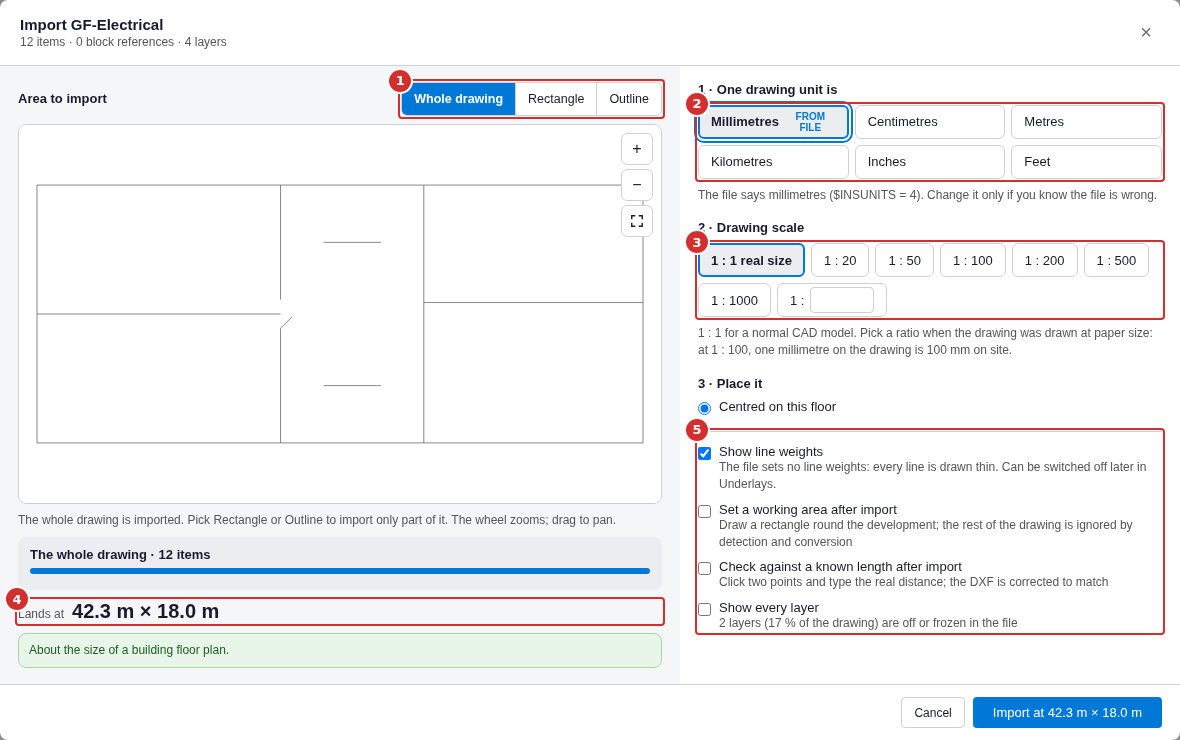 Import GF-Electrical
12 items · 0 block references · 4 layers
×
Area to import
1
Whole drawing
Rectangle
Outline
+
−
The whole drawing is imported. Pick Rectangle or Outline to import only part of it. The wheel zooms; drag to pan.
The whole drawing · 12 items
4
Lands at 42.3 m × 18.0 m
About the size of a building floor plan.
1 · One drawing unit is
2
Millimetres
FROM
FILE
Centimetres
Metres
Kilometres
Inches
Feet
The file says millimetres ($INSUNITS = 4). Change it only if you know the file is wrong.
2 · Drawing scale
3
1 : 1 real size
1 : 20
1 : 50
1 : 100
1 : 200
1 : 500
1 : 1000
1 :
1 : 1 for a normal CAD model. Pick a ratio when the drawing was drawn at paper size:
at 1 : 100, one millimetre on the drawing is 100 mm on site.
3 · Place it
Centred on this floor
5
Show line weights
The file sets no line weights: every line is drawn thin. Can be switched off later in
Underlays.
Set a working area after import
Draw a rectangle round the development; the rest of the drawing is ignored by
detection and conversion
Check against a known length after import
Click two points and type the real distance; the DXF is corrected to match
Show every layer
2 layers (17 % of the drawing) are off or frozen in the file
Cancel
Import at 42.3 m × 18.0 m